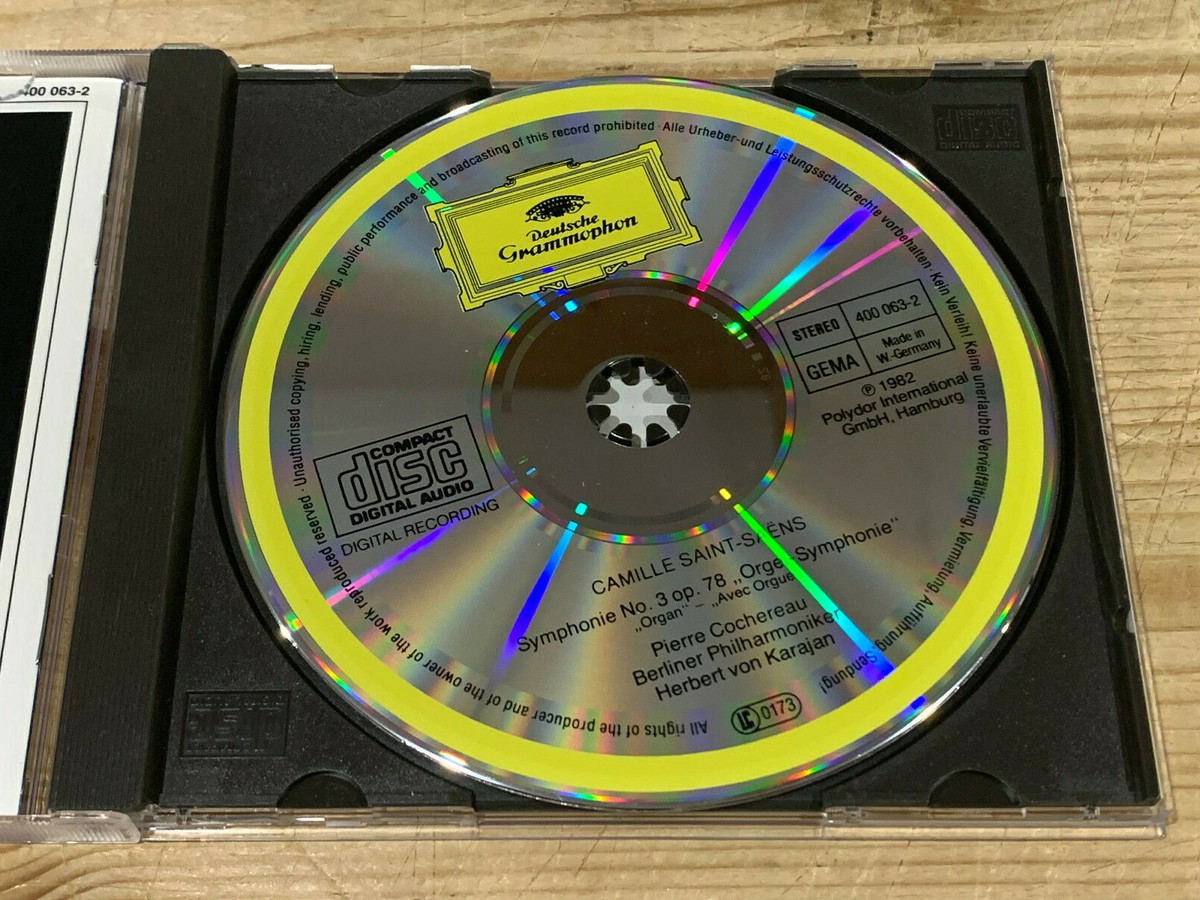 400 063-2
All rights of the producer and of the owner of the work reproduced reserved · Unauthorised copying, hiring, lending, public performance and broadcasting of this record prohibited · Alle Urheber-und Leistungsschutzrechte vorbehalten · Kein Verleih! Keine unerlaubte Vervielfältigung, Vermietung, Aufführung, Sendung!
Deutsche
Grammophon
STEREO 400 063-2
GEMA Made in
W.-Germany
℗ 1982
Polydor International
GmbH, Hamburg
COMPACT
disc
DIGITAL AUDIO
DIGITAL RECORDING
CAMILLE SAINT-SAËNS
Symphonie No. 3 op. 78 „Orgel-Symphonie“
„Organ“ – „Avec Orgue“
Pierre Cochereau
Berliner Philharmoniker
Herbert von Karajan
LC 0173
disc
DIGITAL AUDIO